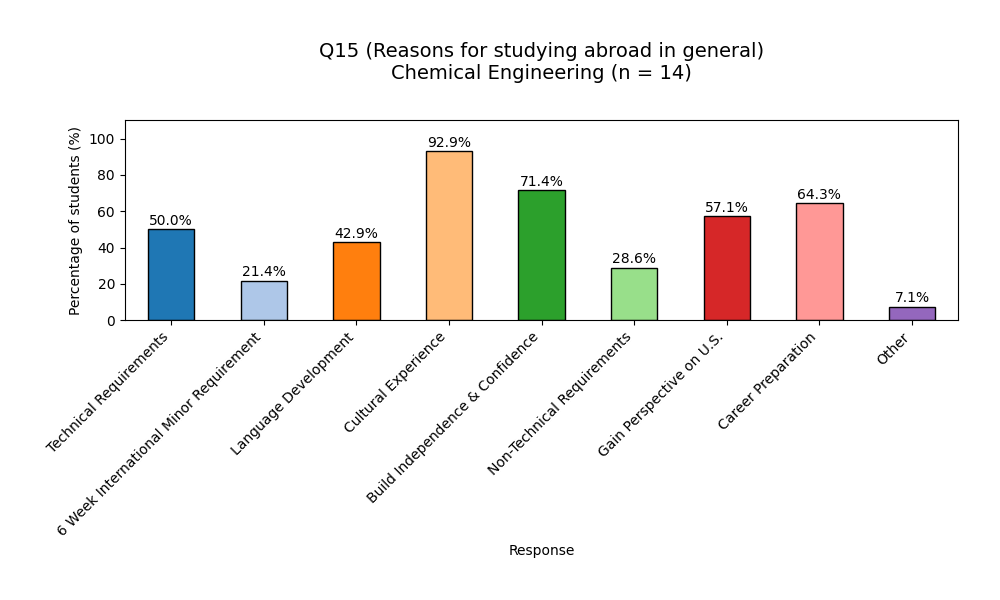 Q15 (Reasons for studying abroad in general)
Chemical Engineering (n = 14)
Percentage of students (%)
100
80
60
40
20
0
50.0%
21.4%
42.9%
92.9%
71.4%
28.6%
57.1%
64.3%
7.1%
Technical Requirements
6 Week International Minor Requirement
Language Development
Cultural Experience
Build Independence & Confidence
Non-Technical Requirements
Gain Perspective on U.S.
Career Preparation
Other
Response